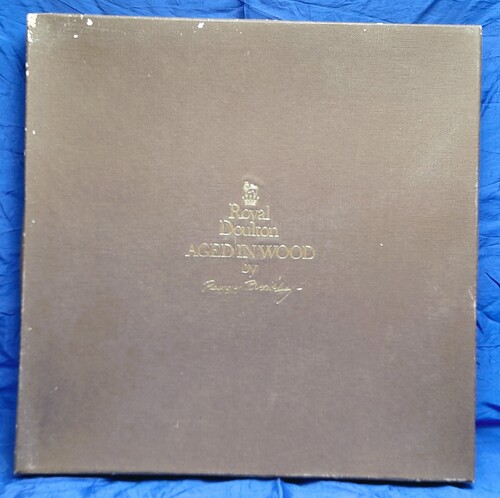 Royal
Doulton
AGED IN WOOD
by